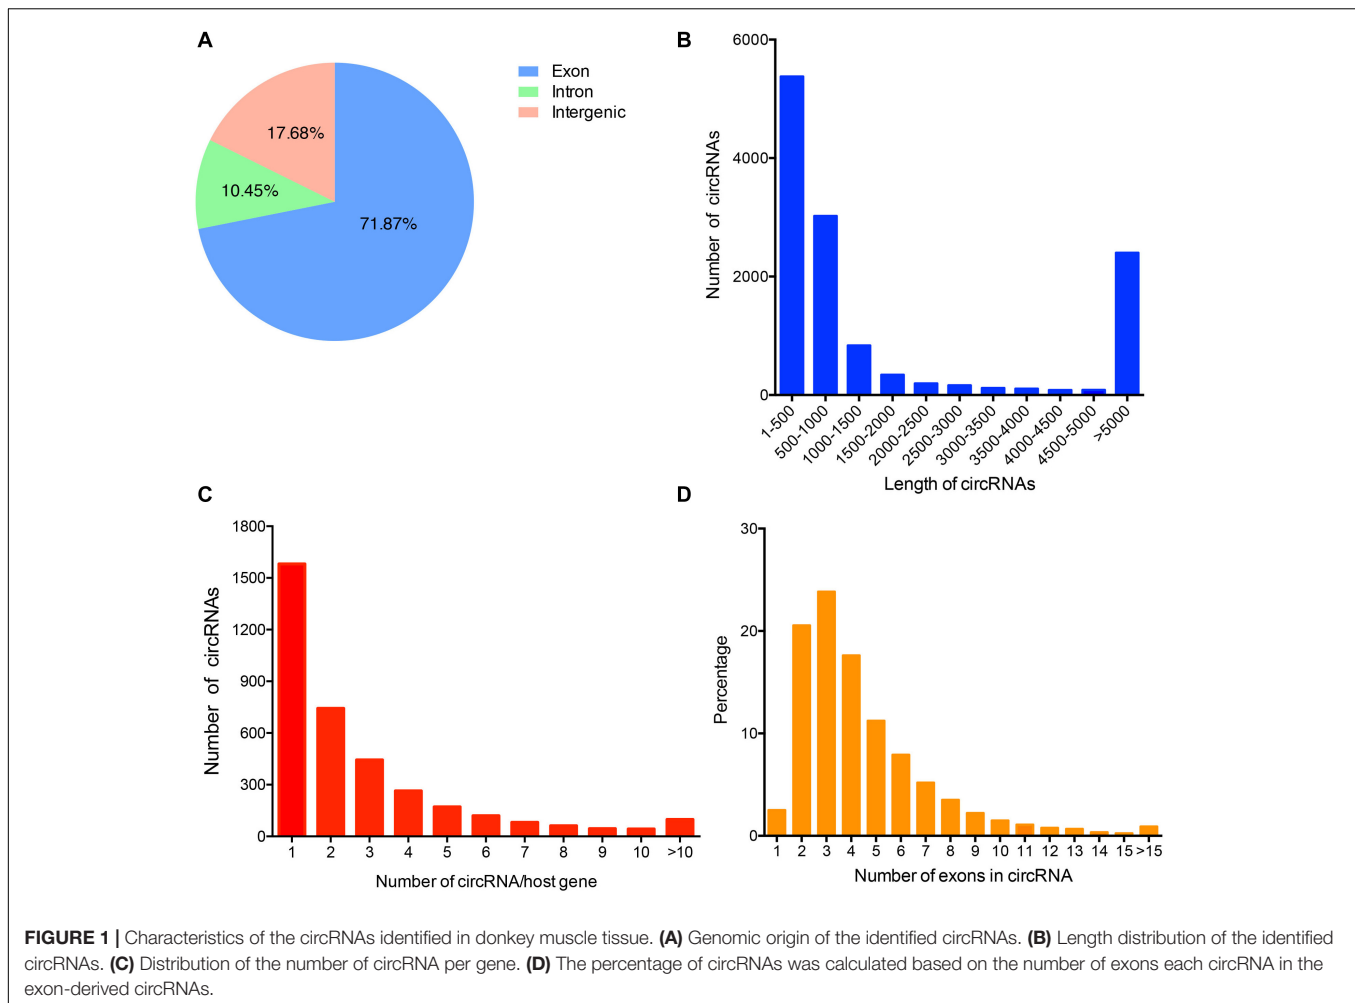 A
Exon
Intron
Intergenic
17.68%
10.45%
71.87%
B
Number of circRNAs
6000
4000
2000
0
1-500
500-1000
1000-1500
1500-2000
2000-2500
2500-3000
3000-3500
3500-4000
4000-4500
4500-5000
>5000
Length of circRNAs
C
Number of circRNAs
1800
1500
1200
900
600
300
0
1 2 3 4 5 6 7 8 9 10 >10
Number of circRNA/host gene
D
Percentage
30
20
10
0
1 2 3 4 5 6 7 8 9 10 11 12 13 14 15 >15
Number of exons in circRNA
FIGURE 1 | Characteristics of the circRNAs identified in donkey muscle tissue. (A) Genomic origin of the identified circRNAs. (B) Length distribution of the identified
circRNAs. (C) Distribution of the number of circRNA per gene. (D) The percentage of circRNAs was calculated based on the number of exons each circRNA in the
exon-derived circRNAs.